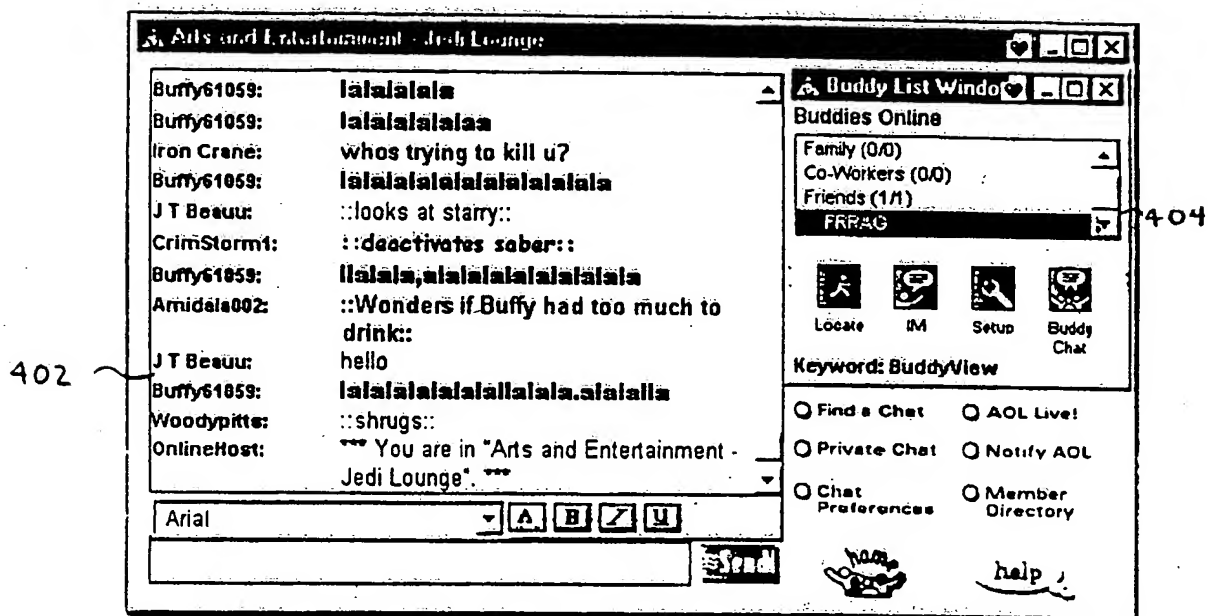 Arts and Entertainment - Jedi Lounge
Buffy61059: lalalalala
Buffy61059: lalalalalalaa
Iron Crane: whos trying to kill u?
Buffy61059: lalalalalalalalalalalalala
J T Beauu: ::looks at starry::
CrimStorm1: ::deactivates saber::
Buffy61059: llalala,alalalalalalalalala
Amidala002: ::Wonders if Buffy had too much to
drink::
J T Beauu: hello
Buffy61059: lalalalalalalallalala.alalalla
Woodypitts: ::shrugs::
OnlineHost: *** You are in "Arts and Entertainment -
Jedi Lounge". ***
Arial
A B I U
Send
402
Buddy List Windo
Buddies Online
Family (0/0)
Co-Workers (0/0)
Friends (1/1)
FRRAG
404
Locate IM Setup Buddy
Chat
Keyword: BuddyView
Find a Chat AOL Live!
Private Chat Notify AOL
Chat
Preferences Member
Directory
help